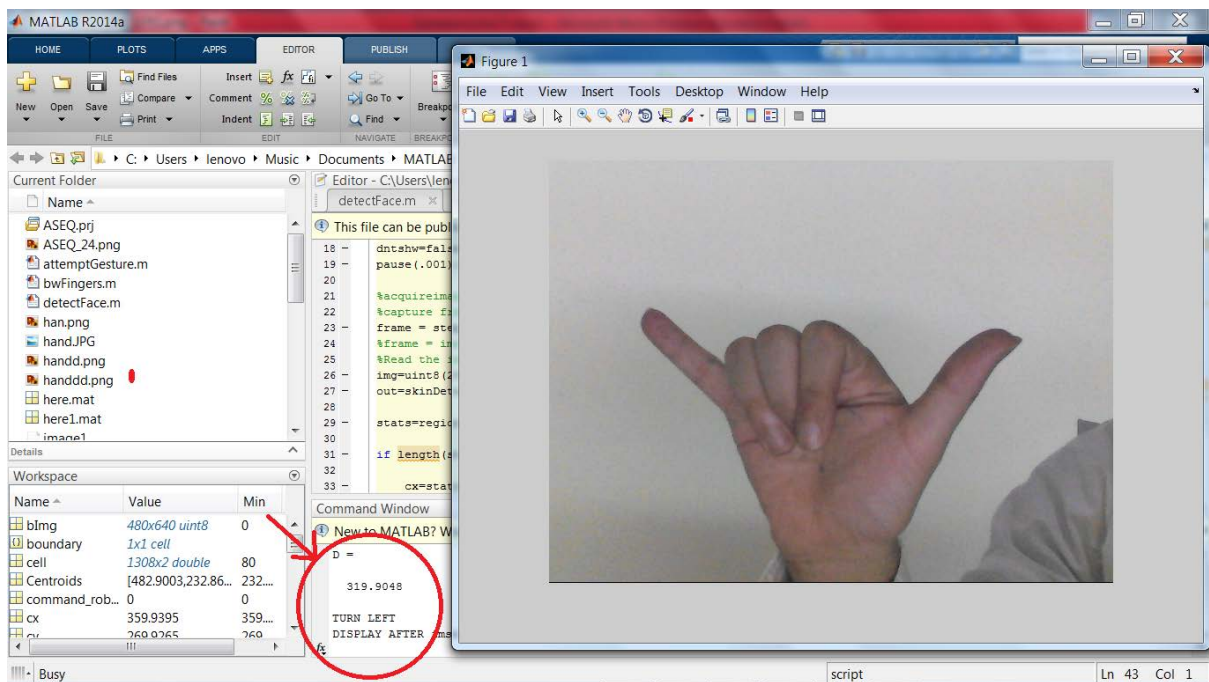 MATLAB R2014a
HOME PLOTS APPS EDITOR PUBLISH
New Open Save Find Files Compare Print Insert Comment Indent fx Go To Find
FILE EDIT NAVIGATE
C: Users lenovo Music Documents
Current Folder
Name
ASEQ.prj
ASEQ_24.png
attemptGesture.m
bwFingers.m
detectFace.m
han.png
hand.JPG
handd.png
handdd.png
here.mat
here1.mat
image1
Details
Workspace
Name Value Min
bImg 480x640 uint8 0
boundary 1x1 cell
cell 1308x2 double 80
Centroids [482.9003,232.86... 232....
command_rob... 0 0
cx 359.9395 359....
cy 269.9265 269
Editor - C:\Users\len
detectFace.m
This file can be publ
18 dntshw=fals
19 pause(.001)
20
21 %acquireima
22 %capture f
23 frame = ste
24 %frame = i
25 %Read the
26 img=uint8(2
27 out=skinDet
28
29 stats=regio
30
31 if length(s
32
33 cx=stat
Command Window
New to MATLAB? W
D =
319.9048
TURN LEFT
DISPLAY AFTER
fx
Figure 1
File Edit View Insert Tools Desktop Window Help
Busy script Ln 43 Col 1